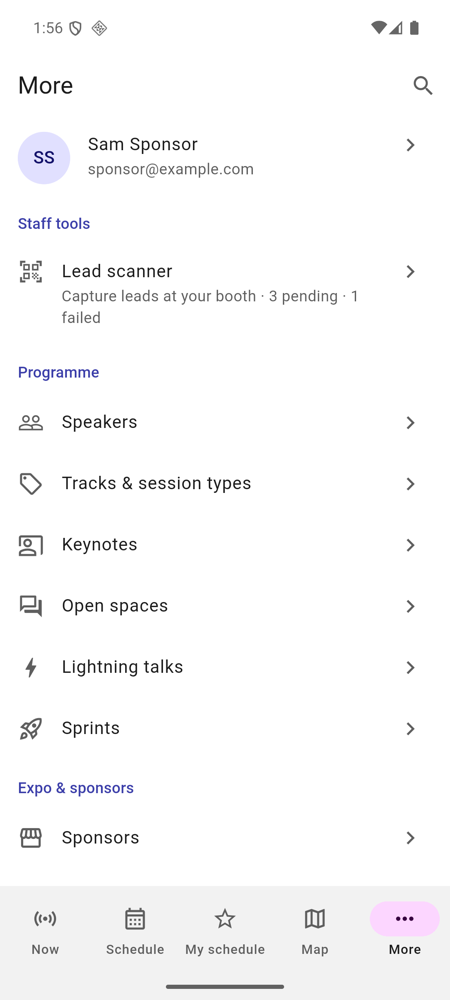 1:56
More
SS
Sam Sponsor
sponsor@example.com
Staff tools
Lead scanner
Capture leads at your booth · 3 pending · 1
failed
Programme
Speakers
Tracks & session types
Keynotes
Open spaces
Lightning talks
Sprints
Expo & sponsors
Sponsors
Now
Schedule
My schedule
Map
More